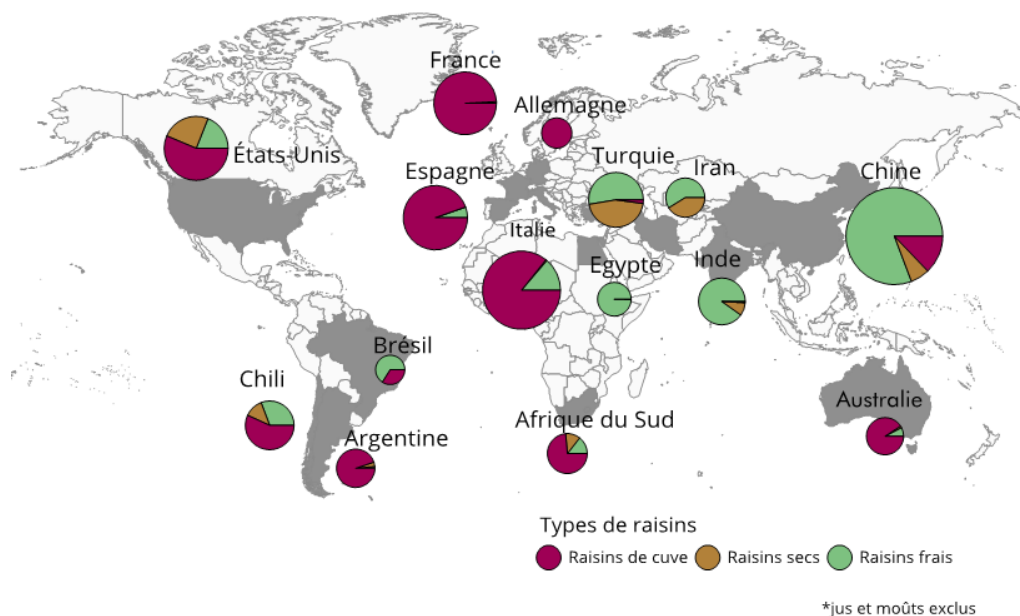 France
Allemagne
États-Unis
Espagne
Turquie
Iran
Chine
Italie
Egypte
Inde
Brésil
Chili
Argentine
Afrique du Sud
Australie
Types de raisins
Raisins de cuve
Raisins secs
Raisins frais
*jus et moûts exclus